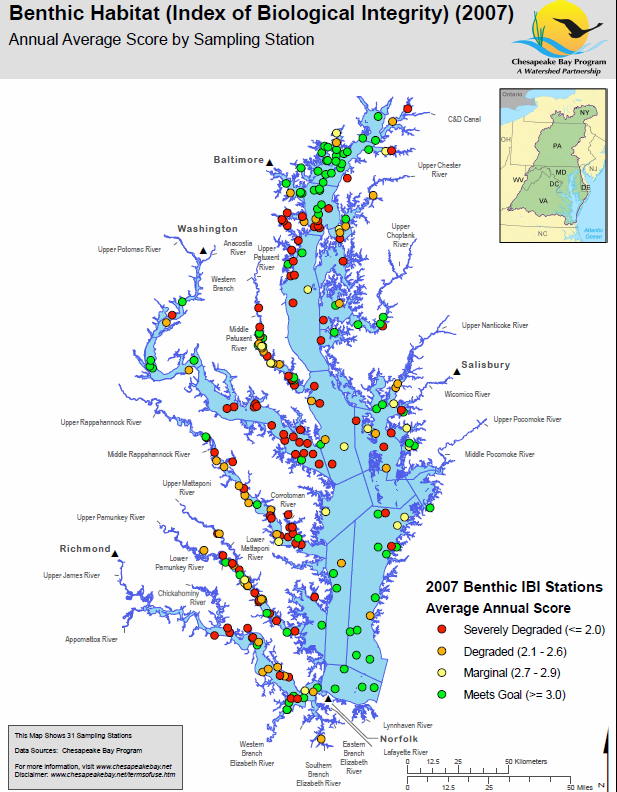 Benthic Habitat (Index of Biological Integrity) (2007)
Annual Average Score by Sampling Station
Chesapeake Bay Program
A Watershed Partnership
Ontario
NY
OH
PA
NJ
WV
MD
DC
DE
VA
NC
Atlantic
Ocean
C&D Canal
Baltimore
Upper Chester
River
Washington
Upper
Choptank
River
Upper Potomac River
Anacostia
River
Upper
Patuxent
River
Western
Branch
Middle
Patuxent
River
Upper Nanticoke River
Salisbury
Wicomico River
Upper Rappahannock River
Upper Pocomoke River
Middle Rappahannock River
Middle Pocomoke River
Upper Mattaponi
River
Corrotoman
River
Upper Pamunkey River
Lower
Mattaponi
River
Richmond
Lower
Pamunkey River
Upper James River
Chickahominy
River
Appomattox River
2007 Benthic IBI Stations
Average Annual Score
Severely Degraded (<= 2.0)
Degraded (2.1 - 2.6)
Marginal (2.7 - 2.9)
Meets Goal (>= 3.0)
This Map Shows 31 Sampling Stations
Data Sources: Chesapeake Bay Program
For more information, visit www.chesapeakebay.net
Disclaimer: www.chesapeakebay.net/termsofuse.htm
Lynnhaven River
Norfolk
Lafayette River
Western
Branch
Elizabeth River
Southern
Branch
Elizabeth River
Eastern
Branch
Elizabeth
River
0 12.5 25 50 Kilometers
0 12.5 25 50 Miles
N